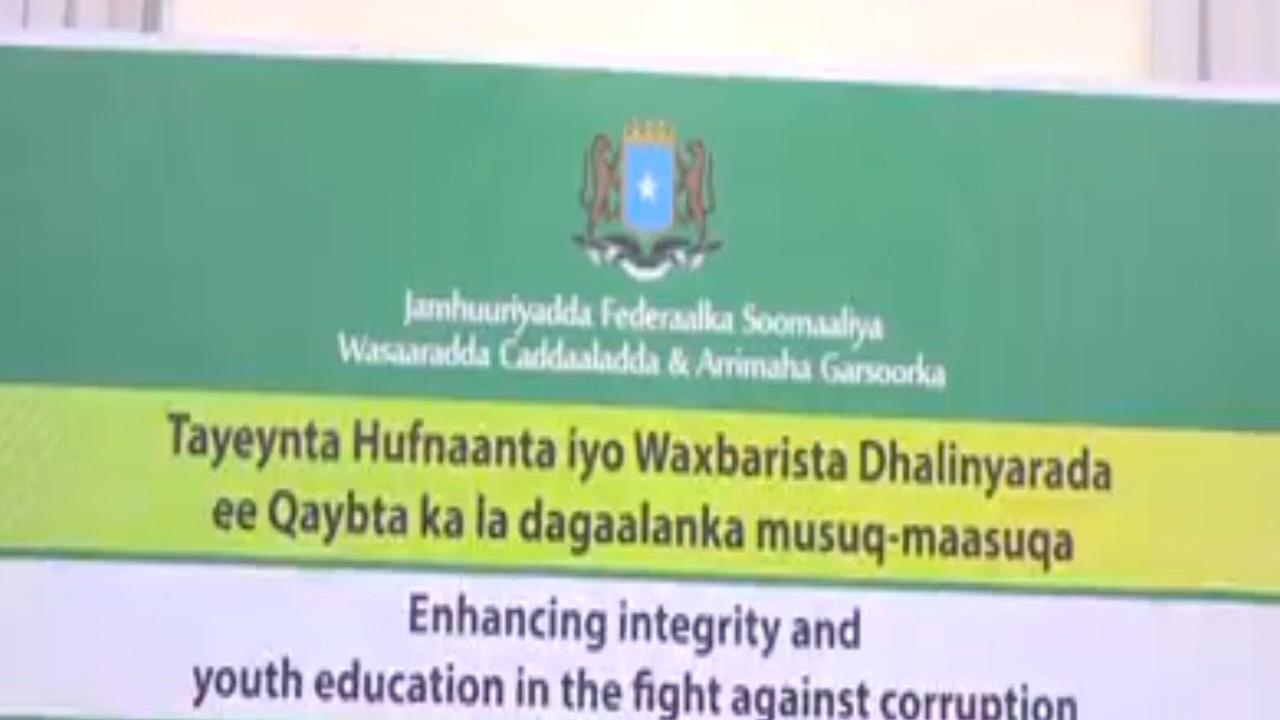 Jamhuuriyadda Federaalka Soomaaliya
Wasaaradda Caddaaladda & Arrimaha Garsoorka
Tayeynta Hufnaanta iyo Waxbarista Dhalinyarada
ee Qaybta ka la dagaalanka musuq-maasuqa
Enhancing integrity and
youth education in the fight against corruption